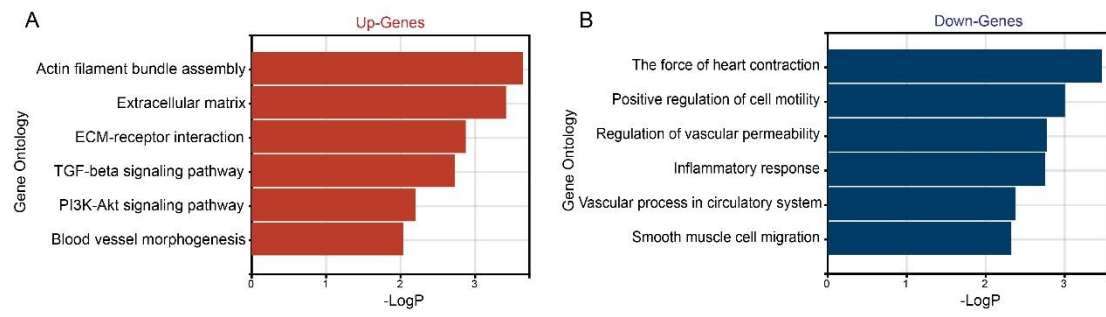 A
Up-Genes
Gene Ontology
Actin filament bundle assembly
Extracellular matrix
ECM-receptor interaction
TGF-beta signaling pathway
PI3K-Akt signaling pathway
Blood vessel morphogenesis
0 1 2 3
-LogP
B
Down-Genes
Gene Ontology
The force of heart contraction
Positive regulation of cell motility
Regulation of vascular permeability
Inflammatory response
Vascular process in circulatory system
Smooth muscle cell migration
0 1 2 3
-LogP